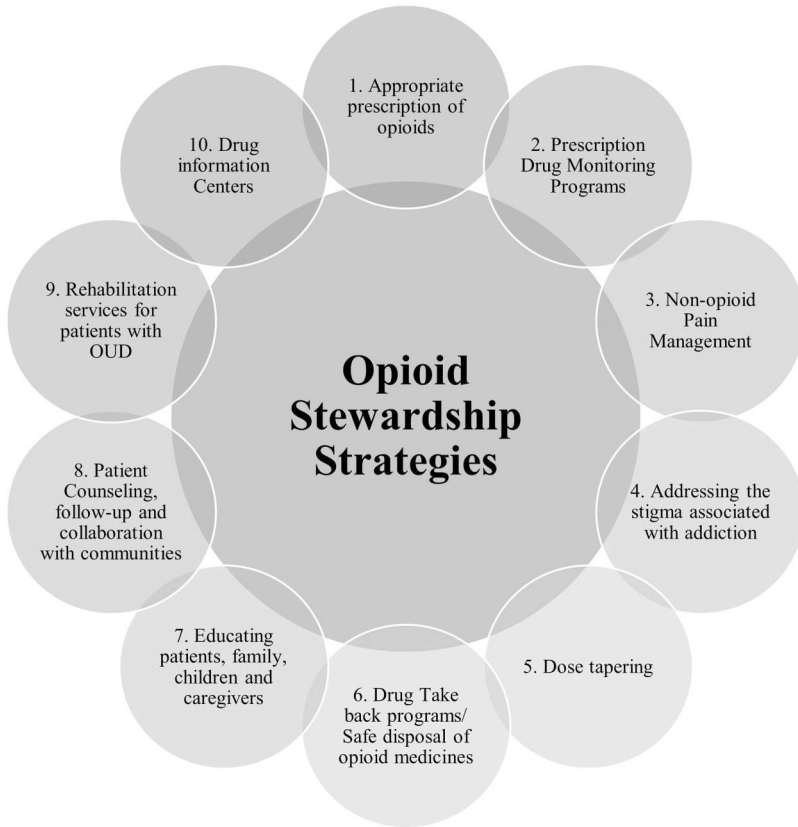 1. Appropriate
prescription of
opioids
2. Prescription
Drug Monitoring
Programs
3. Non-opioid
Pain
Management
4. Addressing the
stigma associated
with addiction
5. Dose tapering
6. Drug Take
back programs/
Safe disposal of
opioid medicines
7. Educating
patients, family,
children and
caregivers
8. Patient
Counseling,
follow-up and
collaboration
with communities
9. Rehabilitation
services for
patients with
OUD
10. Drug
information
Centers
Opioid
Stewardship
Strategies